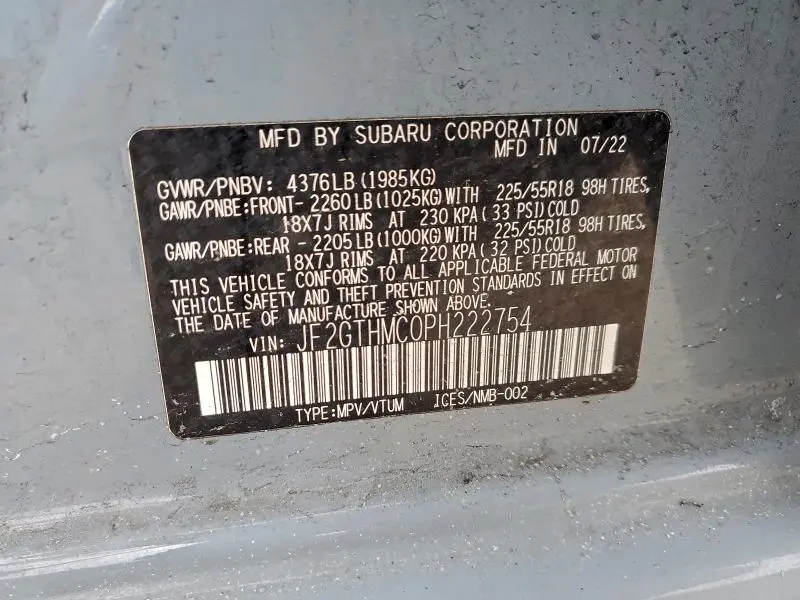 MFD BY SUBARU CORPORATION
MFD IN 07/22
GVWR/PNBV: 4376LB(1985KG)
GAWR/PNBE:FRONT- 2260LB(1025KG)WITH 225/55R18 98H TIRES,
18X7J RIMS AT 230 KPA( 33 PSI)COLD
GAWR/PNBE:REAR - 2205LB(1000KG)WITH 225/55R18 98H TIRES,
18X7J RIMS AT 220 KPA( 32 PSI)COLD
THIS VEHICLE CONFORMS TO ALL APPLICABLE FEDERAL MOTOR
VEHICLE SAFETY AND THEFT PREVENTION STANDARDS IN EFFECT ON
THE DATE OF MANUFACTURE SHOWN ABOVE.
VIN: JF2GTHMC0PH222754
TYPE:MPV/VTUM ICES/NMB-002